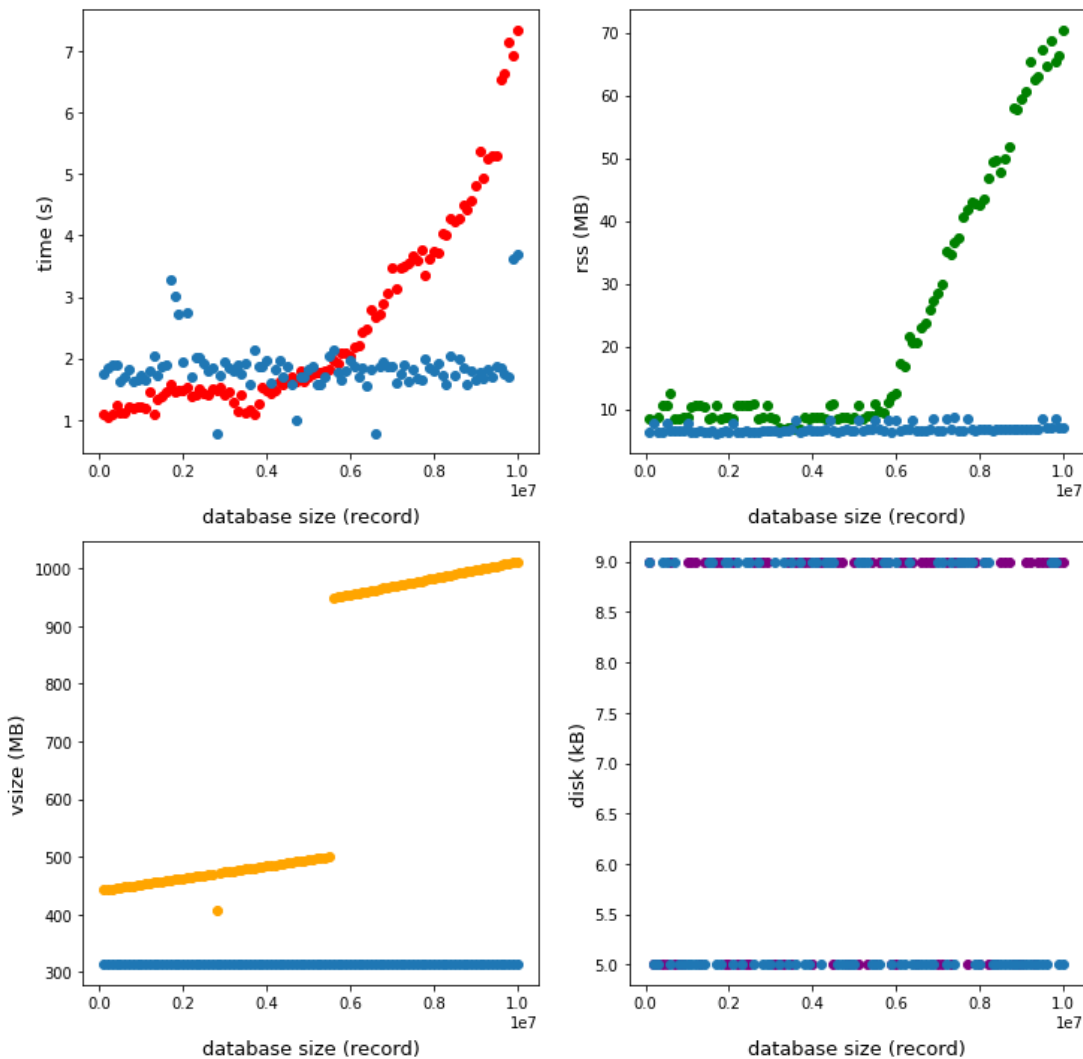 time (s)
7
6
5
4
3
2
1
0.0 0.2 0.4 0.6 0.8 1.0
1e7
database size (record)
rss (MB)
70
60
50
40
30
20
10
0.0 0.2 0.4 0.6 0.8 1.0
1e7
database size (record)
vsize (MB)
1000
900
800
700
600
500
400
300
0.0 0.2 0.4 0.6 0.8 1.0
1e7
database size (record)
disk (kB)
9.0
8.5
8.0
7.5
7.0
6.5
6.0
5.5
5.0
0.0 0.2 0.4 0.6 0.8 1.0
1e7
database size (record)